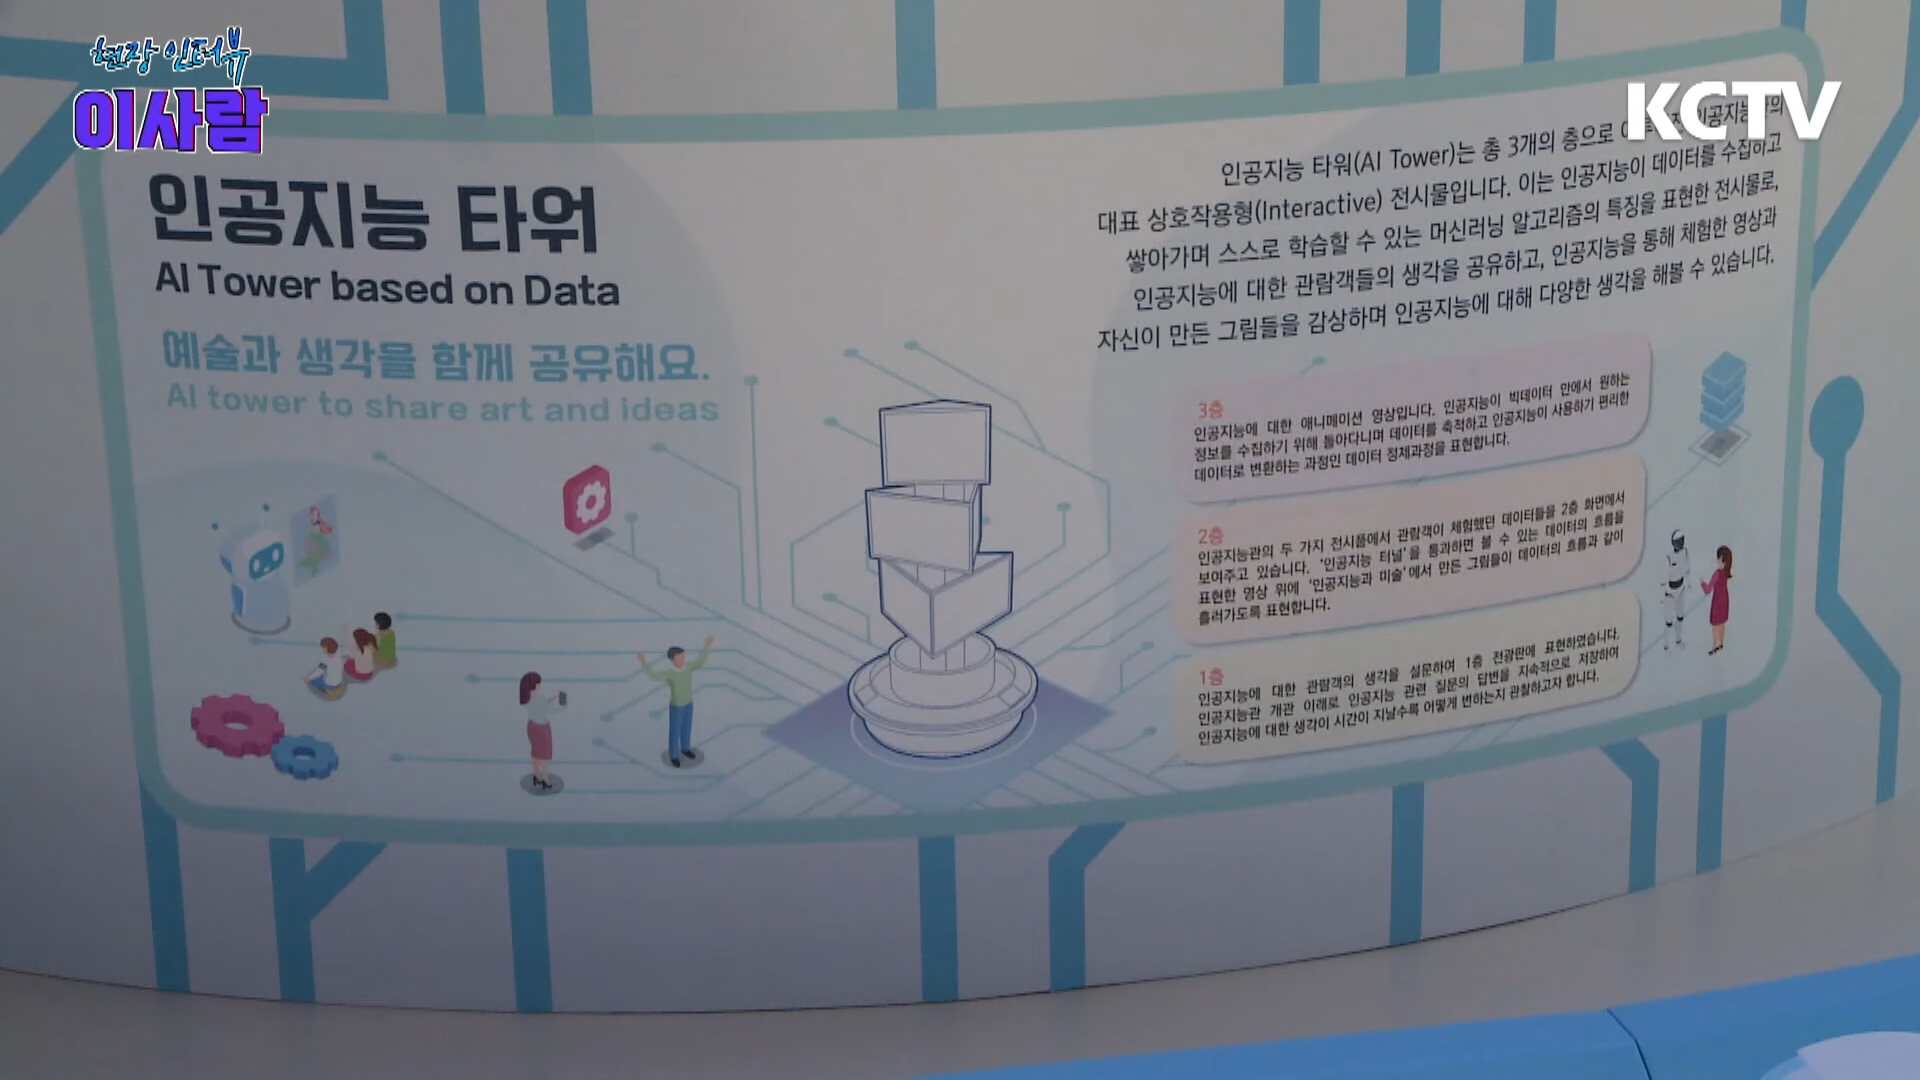 현장 인터뷰
이사람
KCTV
인공지능 타워
AI Tower based on Data
예술과 생각을 함께 공유해요.
AI tower to share art and ideas
인공지능 타워(AI Tower)는 총 3개의 층으로 인공지능관의
대표 상호작용형(Interactive) 전시물입니다. 이는 인공지능이 데이터를 수집하고
쌓아가며 스스로 학습할 수 있는 머신러닝 알고리즘의 특징을 표현한 전시물로,
인공지능에 대한 관람객들의 생각을 공유하고, 인공지능을 통해 체험한 영상과
자신이 만든 그림들을 감상하며 인공지능에 대해 다양한 생각을 해볼 수 있습니다.
3층
인공지능에 대한 애니메이션 영상입니다. 인공지능이 빅데이터 안에서 원하는
정보를 수집하기 위해 돌아다니며 데이터를 축적하고 인공지능이 사용하기 편리한
데이터로 변환하는 과정인 데이터 정제과정을 표현합니다.
2층
인공지능관의 두 가지 전시품에서 관람객이 체험했던 데이터들을 2층 화면에서
보여주고 있습니다. '인공지능 터널'을 통과하면 볼 수 있는 데이터의 흐름을
표현한 영상 위에 '인공지능과 미술'에서 만든 그림들이 데이터의 흐름과 같이
흘러가도록 표현합니다.
1층
인공지능에 대한 관람객의 생각을 설문하여 1층 전광판에 표현하였습니다.
인공지능관 개관 이래로 인공지능 관련 질문의 답변을 지속적으로 저장하여
인공지능에 대한 생각이 시간이 지날수록 어떻게 변하는지 관찰하고자 합니다.